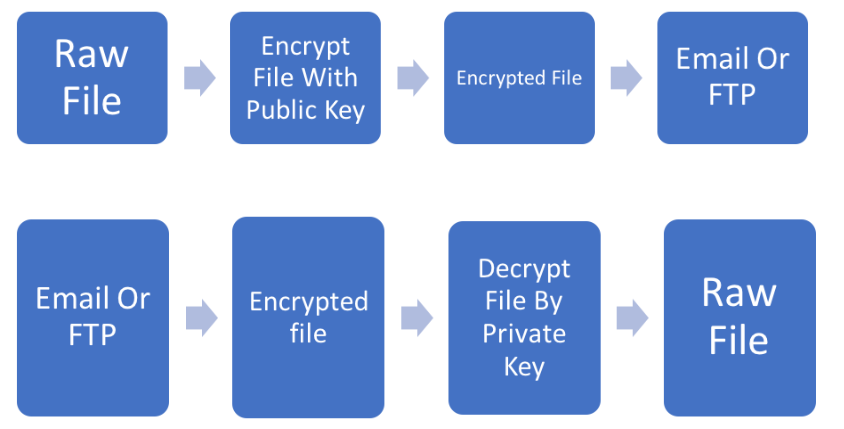 Raw
File
Encrypt
File With
Public Key
Encrypted File
Email Or
FTP
Email Or
FTP
Encrypted
file
Decrypt
File By
Private
Key
Raw
File